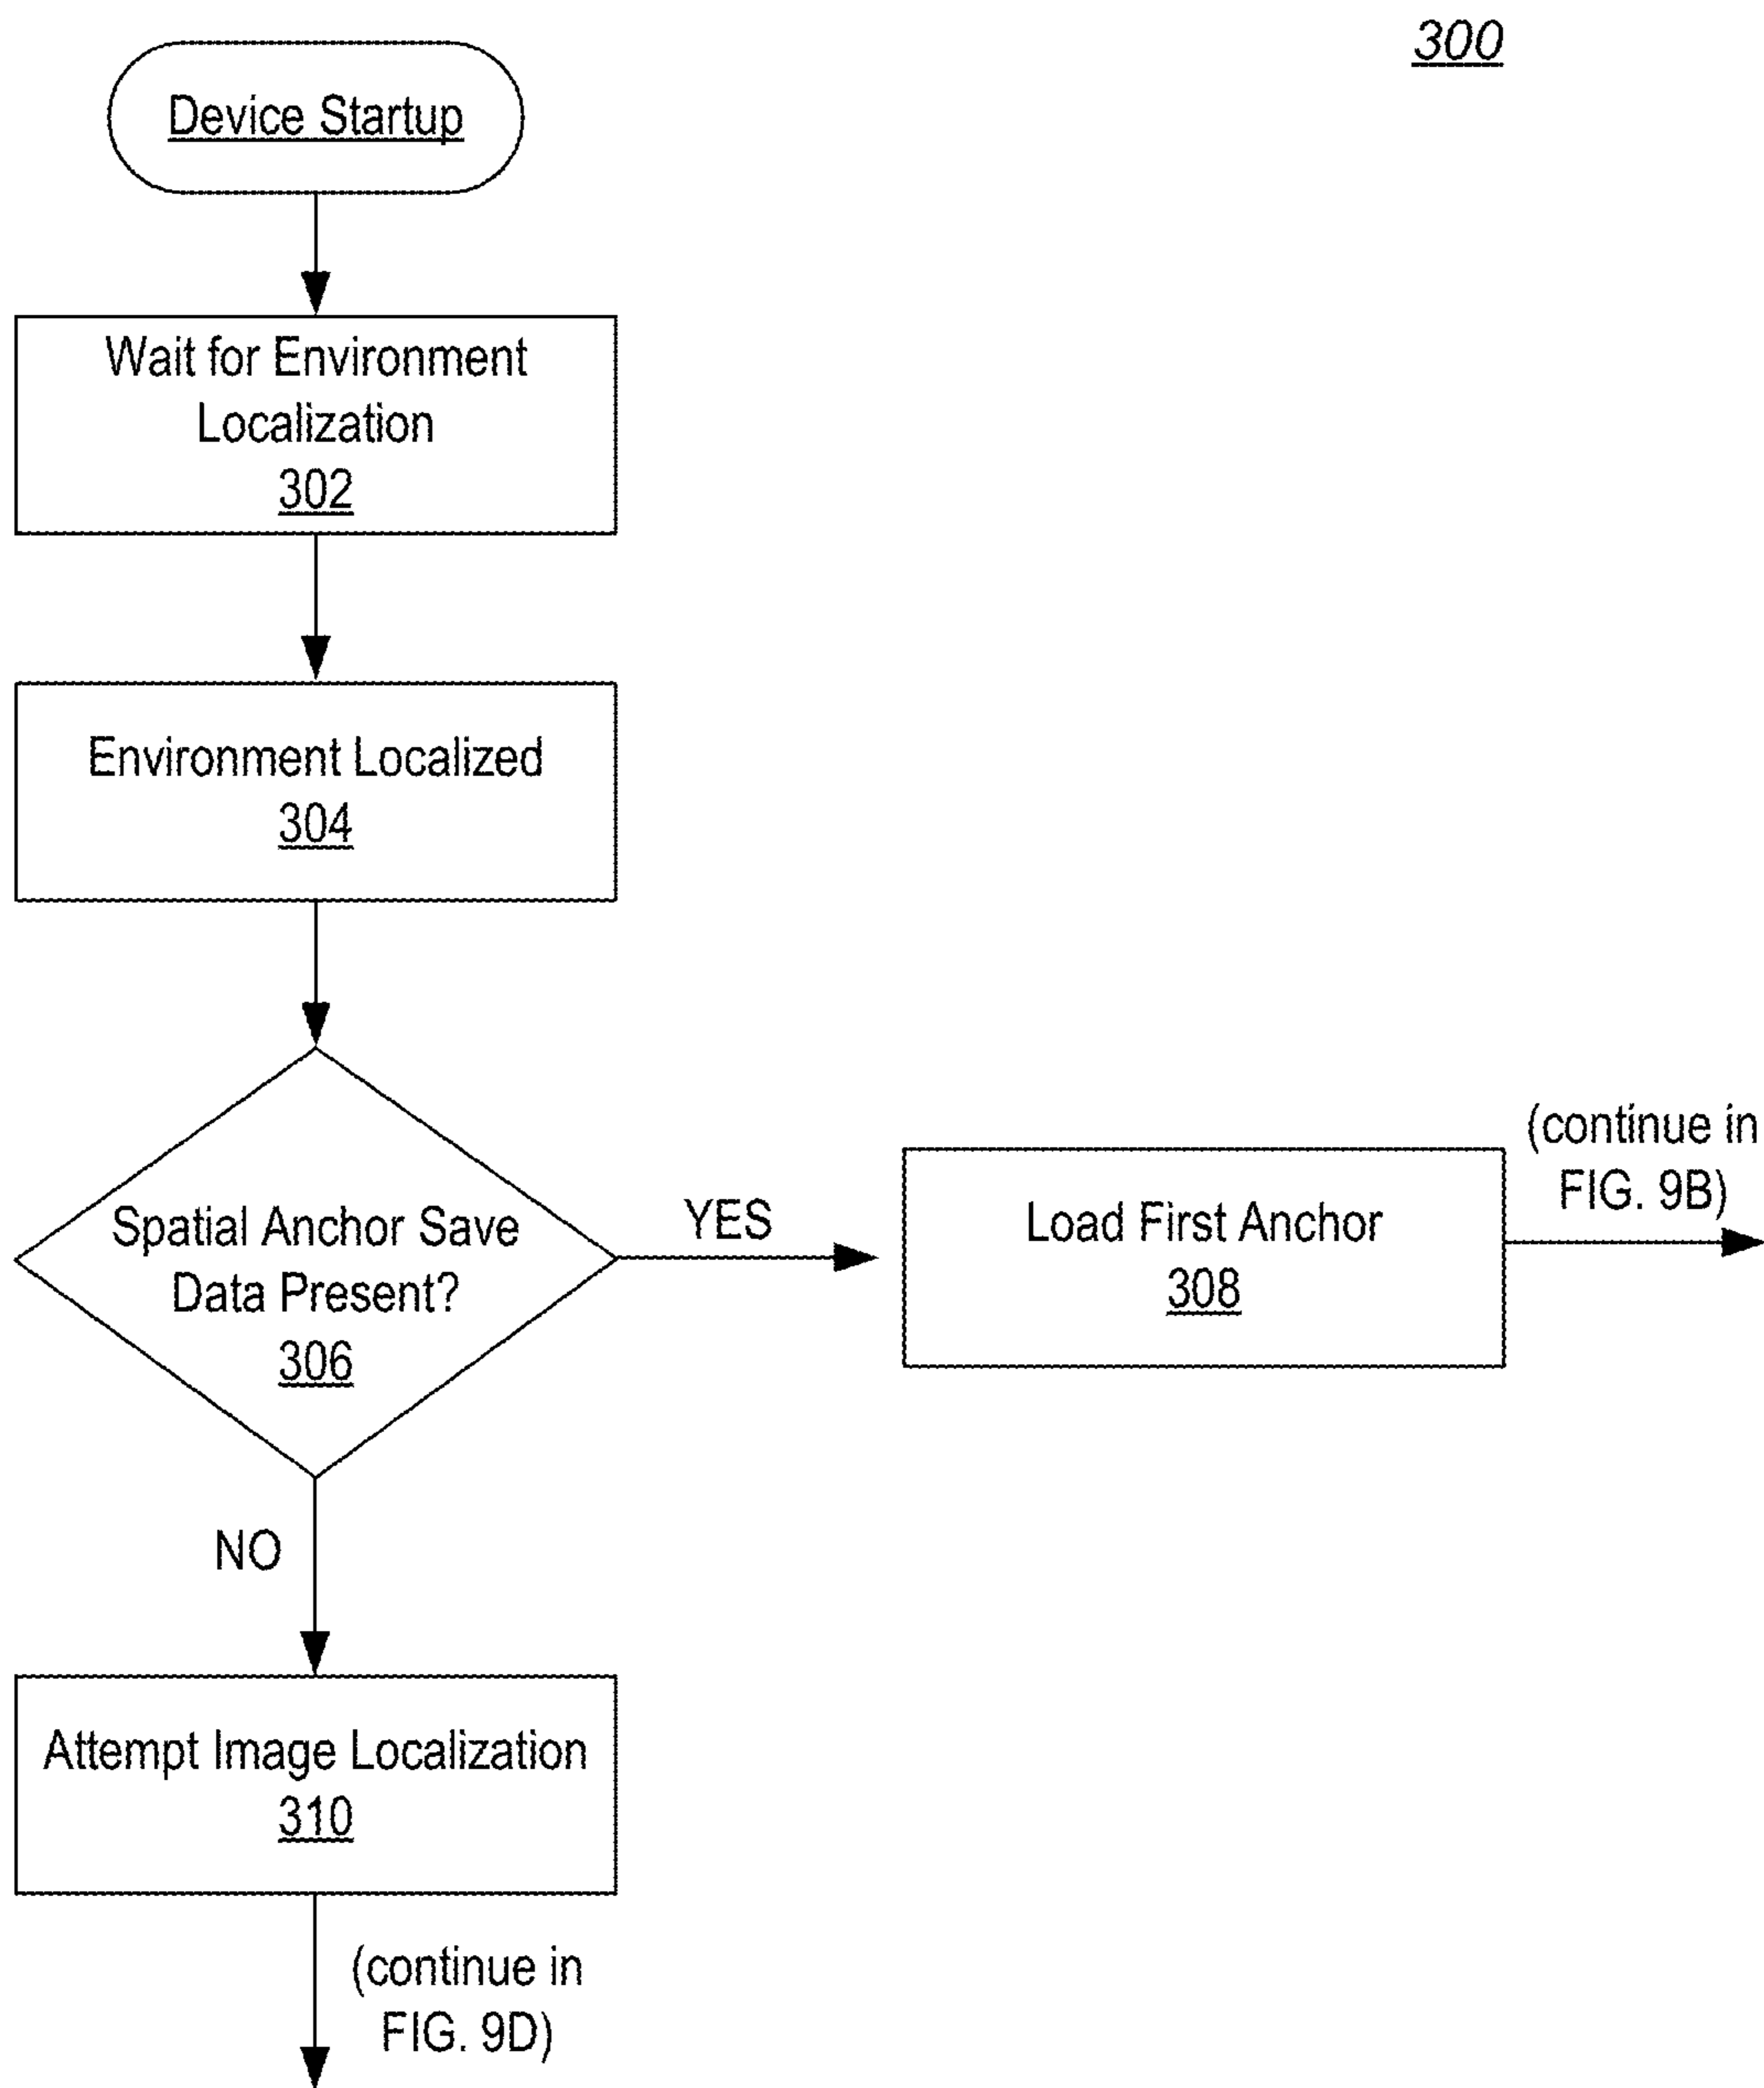 300
Device Startup
Wait for Environment
Localization
302
Environment Localized
304
Spatial Anchor Save
Data Present?
306
YES
Load First Anchor
308
(continue in
FIG. 9B)
NO
Attempt Image Localization
310
(continue in
FIG. 9D)